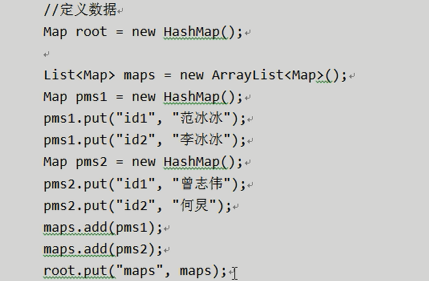 //定义数据
Map root = new HashMap();
List<Map> maps = new ArrayList<Map>();
Map pms1 = new HashMap();
pms1.put("id1", "范冰冰");
pms1.put("id2", "李冰冰");
Map pms2 = new HashMap();
pms2.put("id1", "曾志伟");
pms2.put("id2", "何炅");
maps.add(pms1);
maps.add(pms2);
root.put("maps", maps);